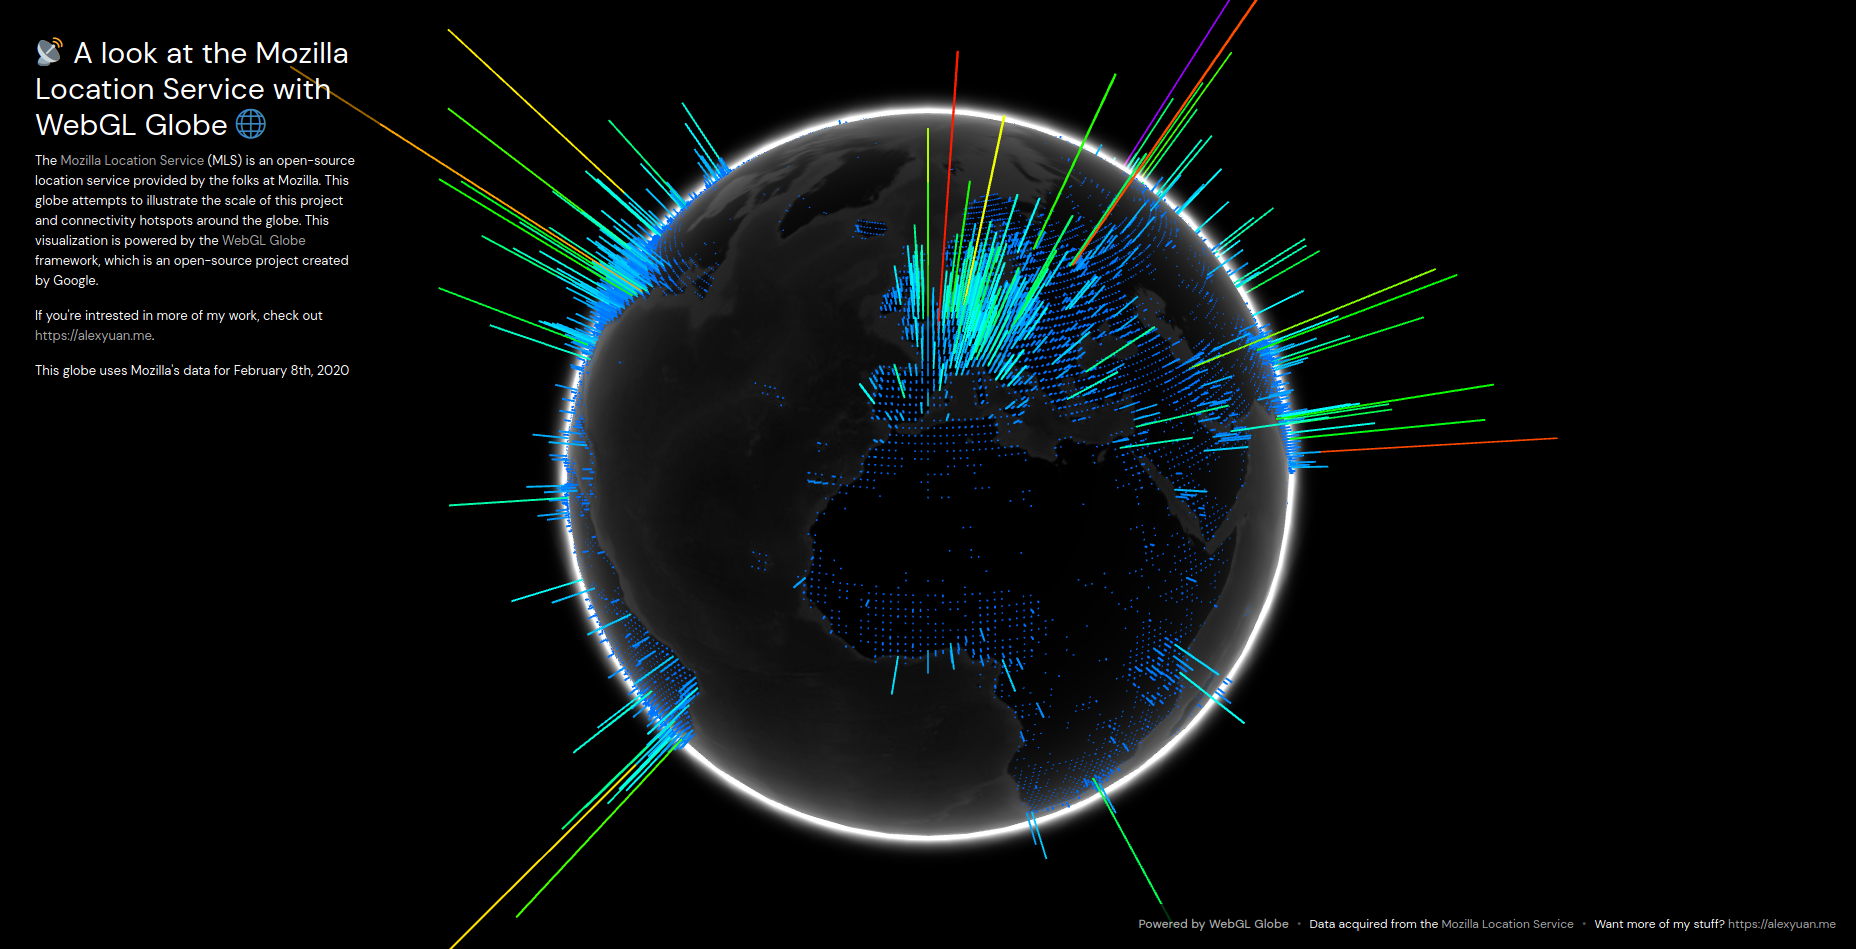 📡 A look at the Mozilla
Location Service with
WebGL Globe 🌐
The Mozilla Location Service (MLS) is an open-source
location service provided by the folks at Mozilla. This
globe attempts to illustrate the scale of this project
and connectivity hotspots around the globe. This
visualization is powered by the WebGL Globe
framework, which is an open-source project created
by Google.
If you're intrested in more of my work, check out
https://alexyuan.me.
This globe uses Mozilla's data for February 8th, 2020
Powered by WebGL Globe • Data acquired from the Mozilla Location Service • Want more of my stuff? https://alexyuan.me